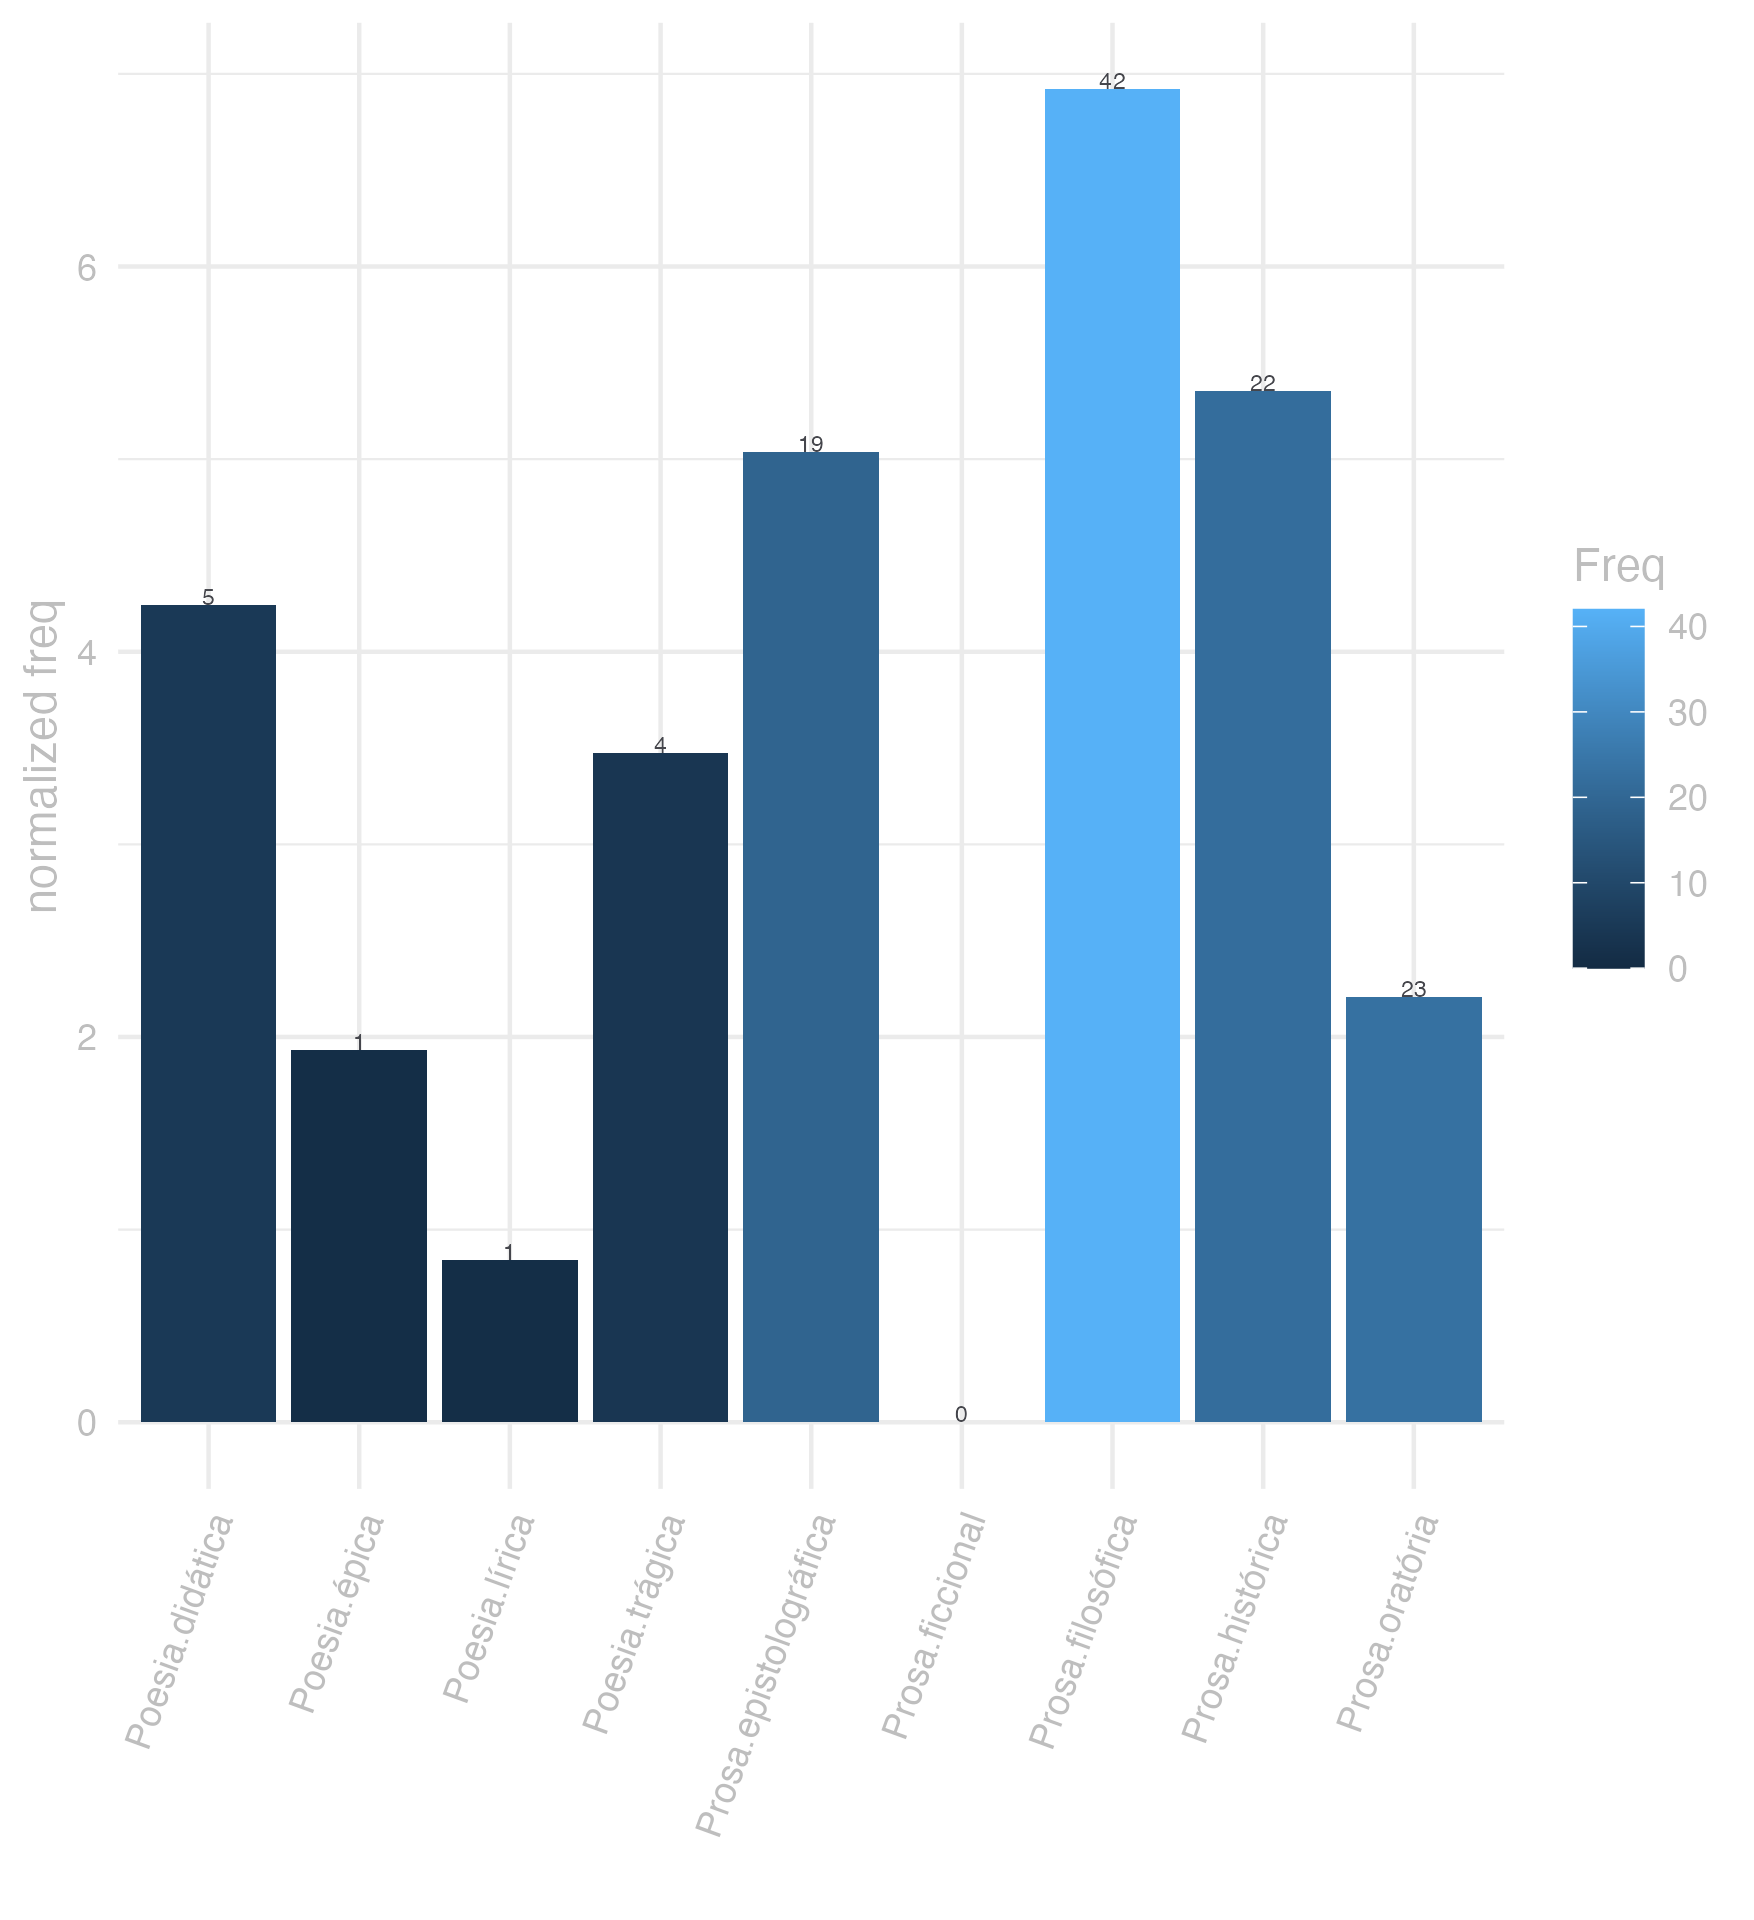 42
22
19
5
4
23
1
1
0
6
4
2
0
normalized freq
Poesia.didática
Poesia.épica
Poesia.lírica
Poesia.trágica
Prosa.epistolográfica
Prosa.ficcional
Prosa.filosófica
Prosa.histórica
Prosa.oratória
Freq
40
30
20
10
0